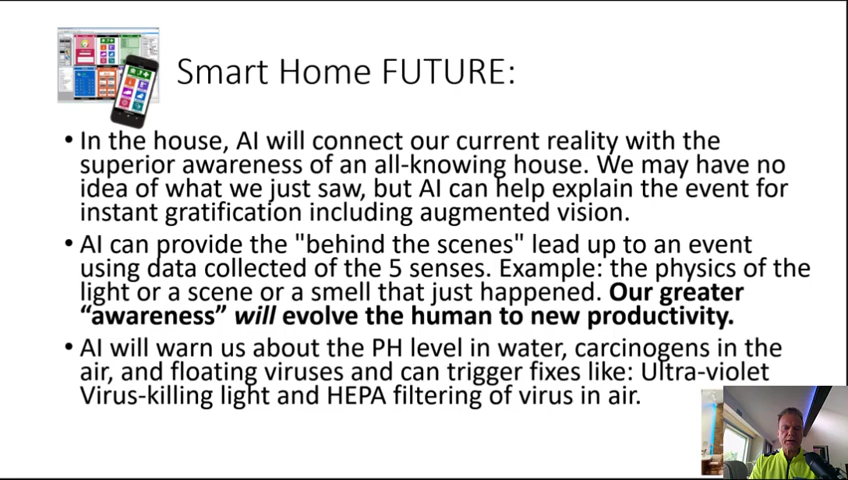 Smart Home FUTURE:
• In the house, AI will connect our current reality with the
superior awareness of an all-knowing house. We may have no
idea of what we just saw, but AI can help explain the event for
instant gratification including augmented vision.
• AI can provide the "behind the scenes" lead up to an event
using data collected of the 5 senses. Example: the physics of the
light or a scene or a smell that just happened. Our greater
“awareness” will evolve the human to new productivity.
• AI will warn us about the PH level in water, carcinogens in the
air, and floating viruses and can trigger fixes like: Ultra-violet
Virus-killing light and HEPA filtering of virus in air.